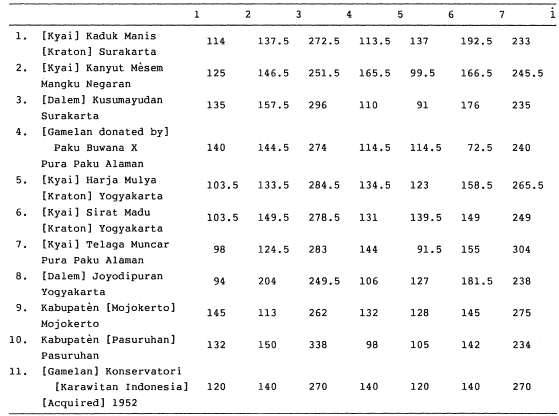 1 2 3 4 5 6 7 i
1. [Kyai] Kaduk Manis
[Kraton] Surakarta 114 137.5 272.5 113.5 137 192.5 233
2. [Kyai] Kanyut Mèsem
Mangku Negaran 125 146.5 251.5 165.5 99.5 166.5 245.5
3. [Dalem] Kusumayudan
Surakarta 135 157.5 296 110 91 176 235
4. [Gamelan donated by]
Paku Buwana X 140 144.5 274 114.5 114.5 72.5 240
Pura Paku Alaman
5. [Kyai] Harja Mulya
[Kraton] Yogyakarta 103.5 133.5 284.5 134.5 123 158.5 265.5
6. [Kyai] Sirat Madu
[Kraton] Yogyakarta 103.5 149.5 278.5 131 139.5 149 249
7. [Kyai] Telaga Muncar
Pura Paku Alaman 98 124.5 283 144 91.5 155 304
8. [Dalem] Joyodipuran
Yogyakarta 94 204 249.5 106 127 181.5 238
9. Kabupatèn [Mojokerto]
Mojokerto 145 113 262 132 128 145 275
10. Kabupatèn [Pasuruhan]
Pasuruhan 132 150 338 98 105 142 234
11. [Gamelan] Konservatori
[Karawitan Indonesia] 120 140 270 140 120 140 270
[Acquired] 1952